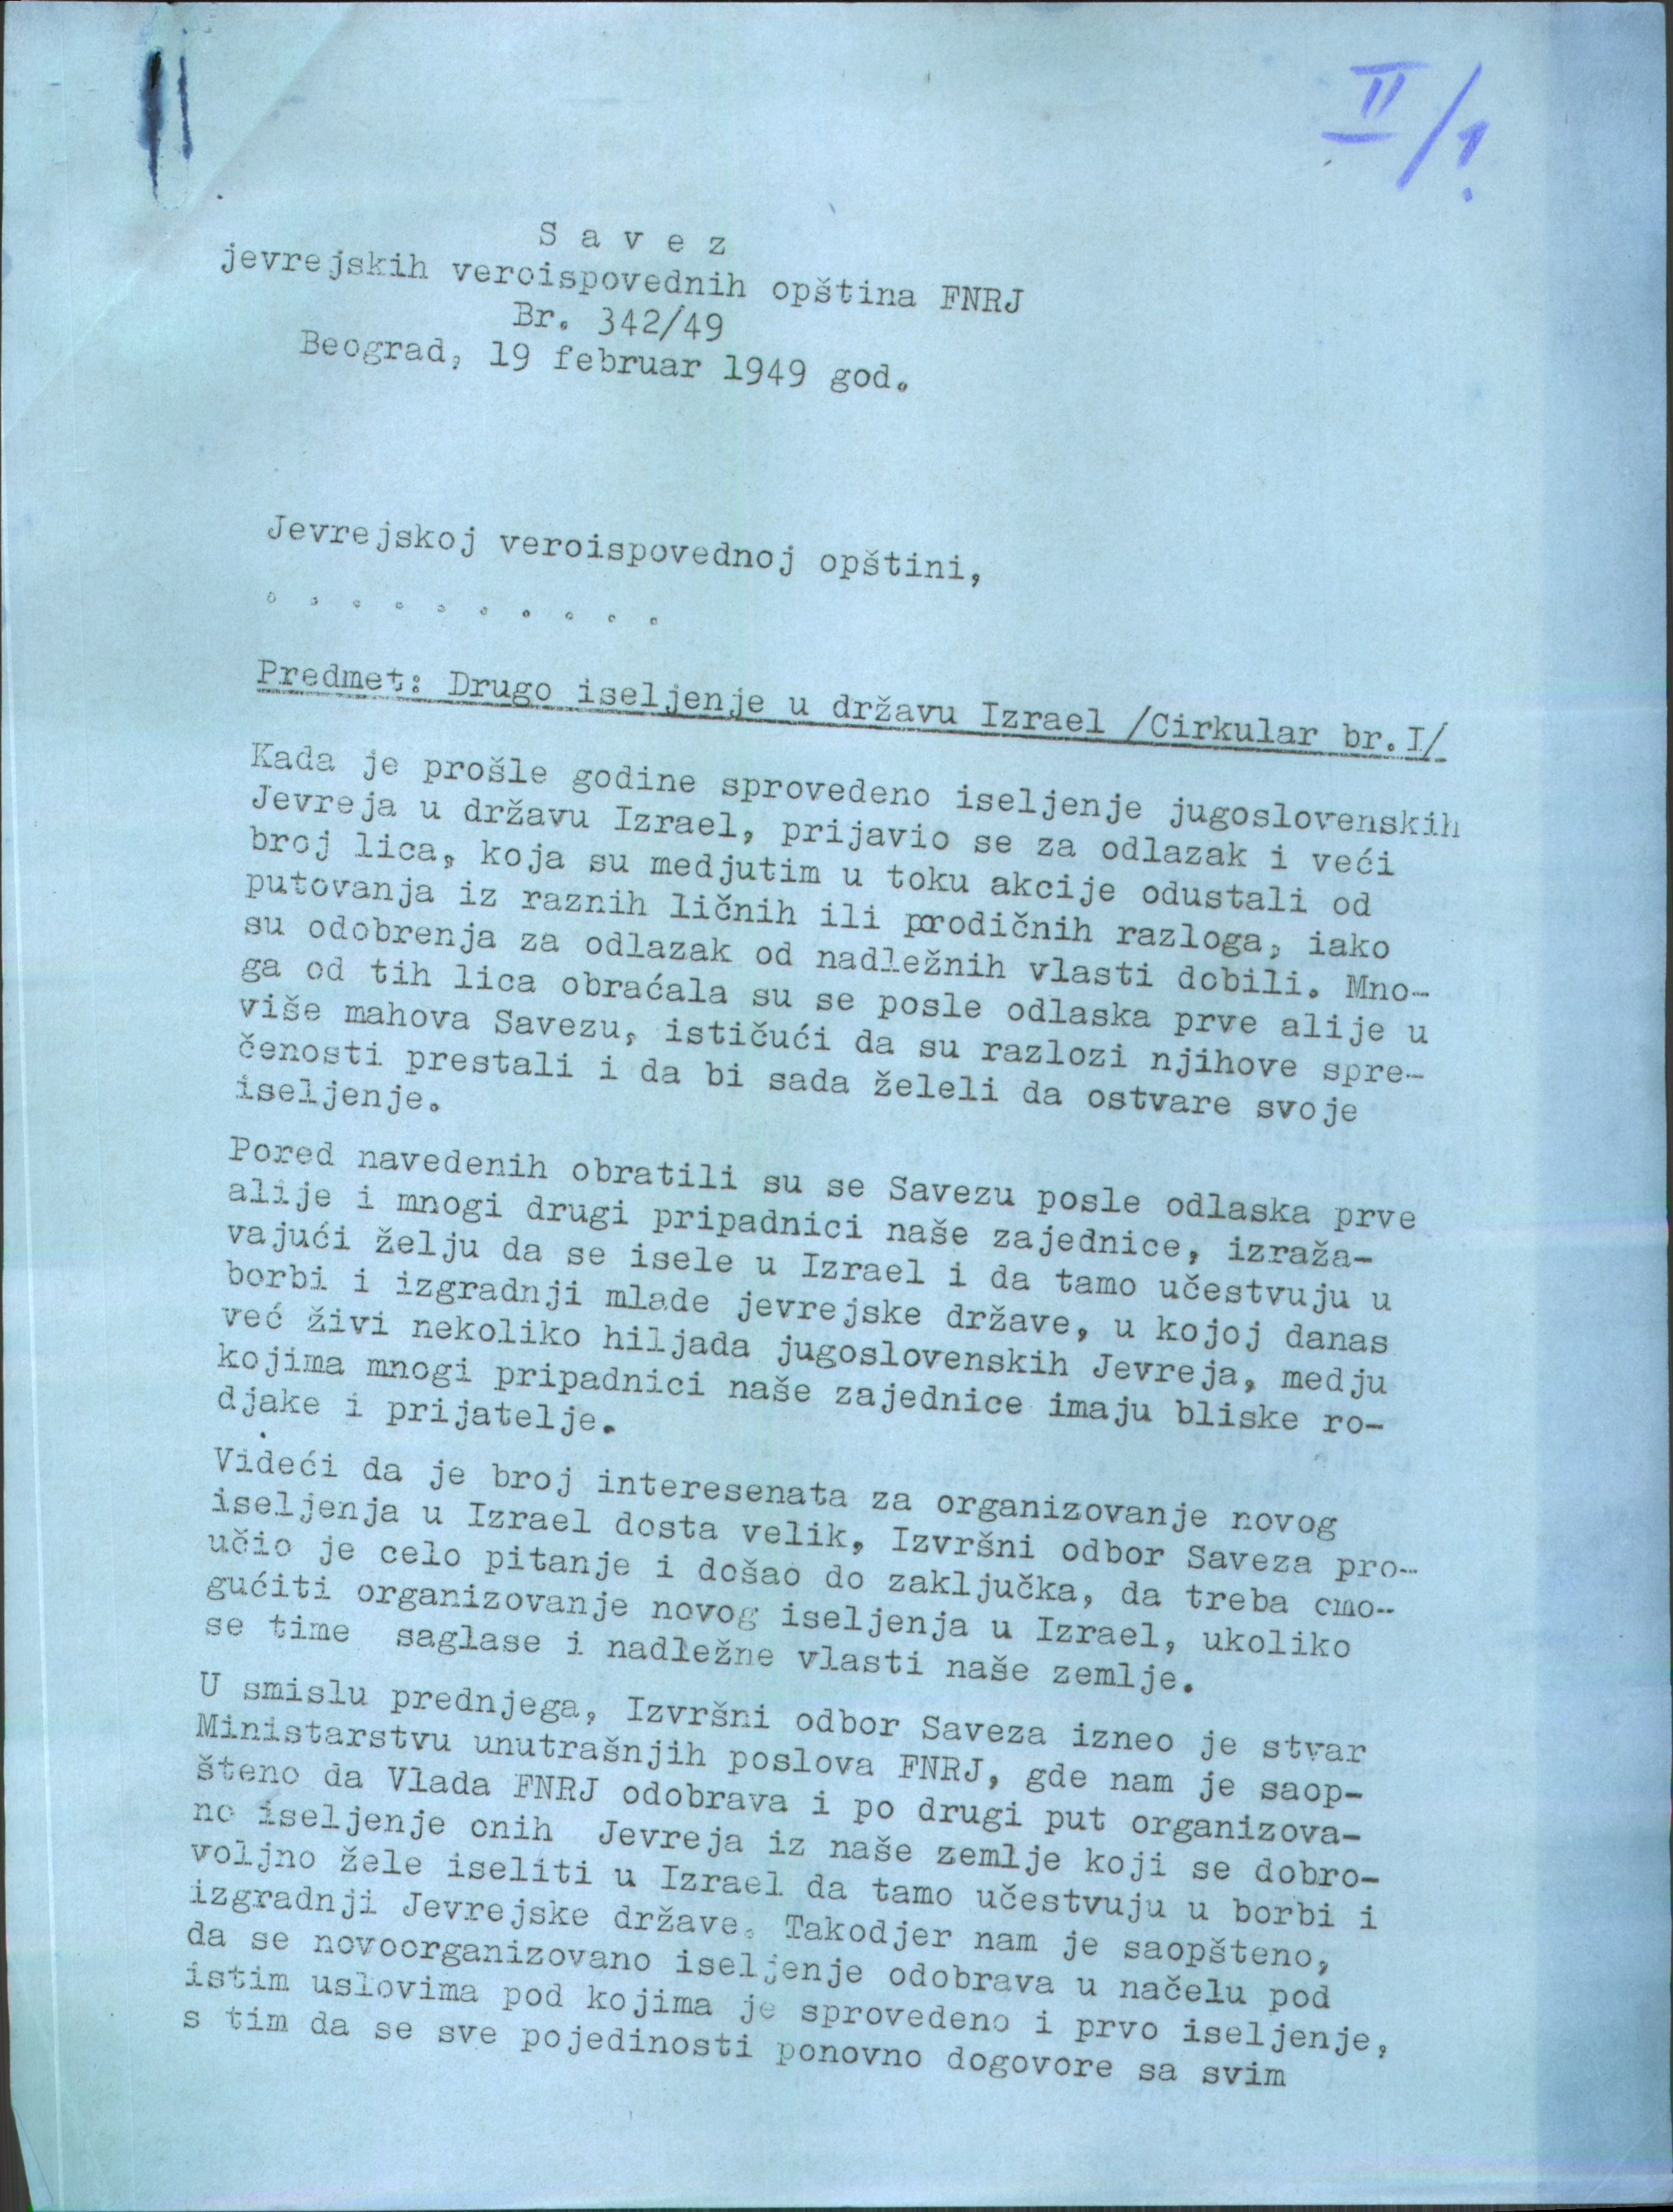 II/1
S a v e z
jevrejskih veroispovednih opština FNRJ
Br. 342/49
Beograd, 19 februar 1949 god.
Jevrejskoj veroispovednoj opštini,
. . . . . . . . . .
Predmet: Drugo iseljenje u državu Izrael /Cirkular br.I/
Kada je prošle godine sprovedeno iseljenje jugoslovenskih
Jevreja u državu Izrael, prijavio se za odlazak i veći
broj lica, koja su medjutim u toku akcije odustali od
putovanja iz raznih ličnih ili porodičnih razloga, iako
su odobrenja za odlazak od nadležnih vlasti dobili. Mno-
ga od tih lica obraćala su se posle odlaska prve alije u
više mahova Savezu, ističući da su razlozi njihove spre-
čenosti prestali i da bi sada želeli da ostvare svoje
iseljenje.
Pored navedenih obratili su se Savezu posle odlaska prve
alije i mnogi drugi pripadnici naše zajednice, izraža-
vajući želju da se isele u Izrael i da tamo učestvuju u
borbi i izgradnji mlade jevrejske države, u kojoj danas
već živi nekoliko hiljada jugoslovenskih Jevreja, medju
kojima mnogi pripadnici naše zajednice imaju bliske ro-
djake i prijatelje.
Videći da je broj interesenata za organizovanje novog
iseljenja u Izrael dosta velik, Izvršni odbor Saveza pro-
učio je celo pitanje i došao do zaključka, da treba omo-
gućiti organizovanje novog iseljenja u Izrael, ukoliko
se time saglase i nadležne vlasti naše zemlje.
U smislu prednjega, Izvršni odbor Saveza izneo je stvar
Ministarstvu unutrašnjih poslova FNRJ, gde nam je saop-
šteno da Vlada FNRJ odobrava i po drugi put organizova-
no iseljenje onih Jevreja iz naše zemlje koji se dobro-
voljno žele iseliti u Izrael da tamo učestvuju u borbi i
izgradnji Jevrejske države. Takodjer nam je saopšteno,
da se novoorganizovano iseljenje odobrava u načelu pod
istim uslovima pod kojima je sprovedeno i prvo iseljenje,
s tim da se sve pojedinosti ponovno dogovore sa svim